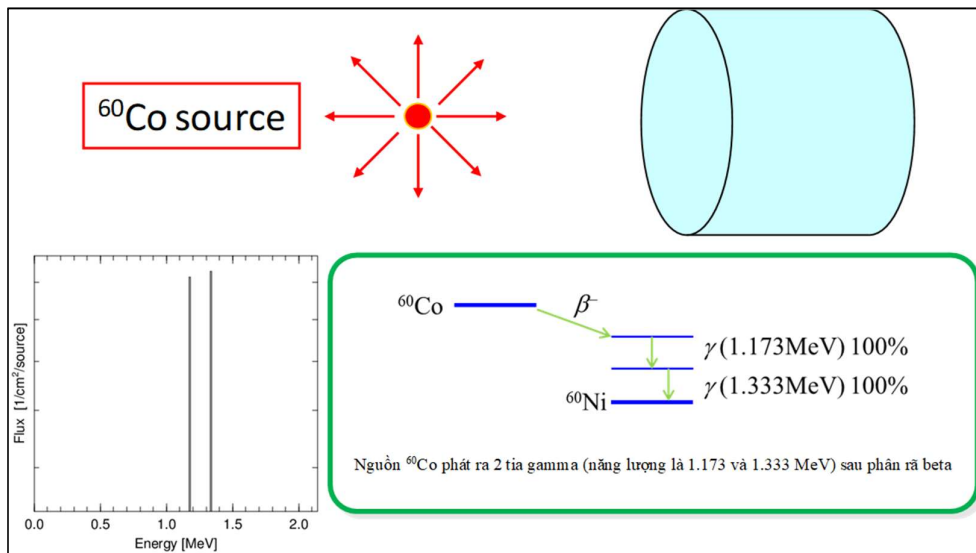 ⁶⁰Co source
Flux [1/cm²/source]
0.0 0.5 1.0 1.5 2.0
Energy [MeV]
⁶⁰Co
β⁻
γ (1.173MeV) 100%
γ (1.333MeV) 100%
⁶⁰Ni
Nguồn ⁶⁰Co phát ra 2 tia gamma (năng lượng là 1.173 và 1.333 MeV) sau phân rã beta